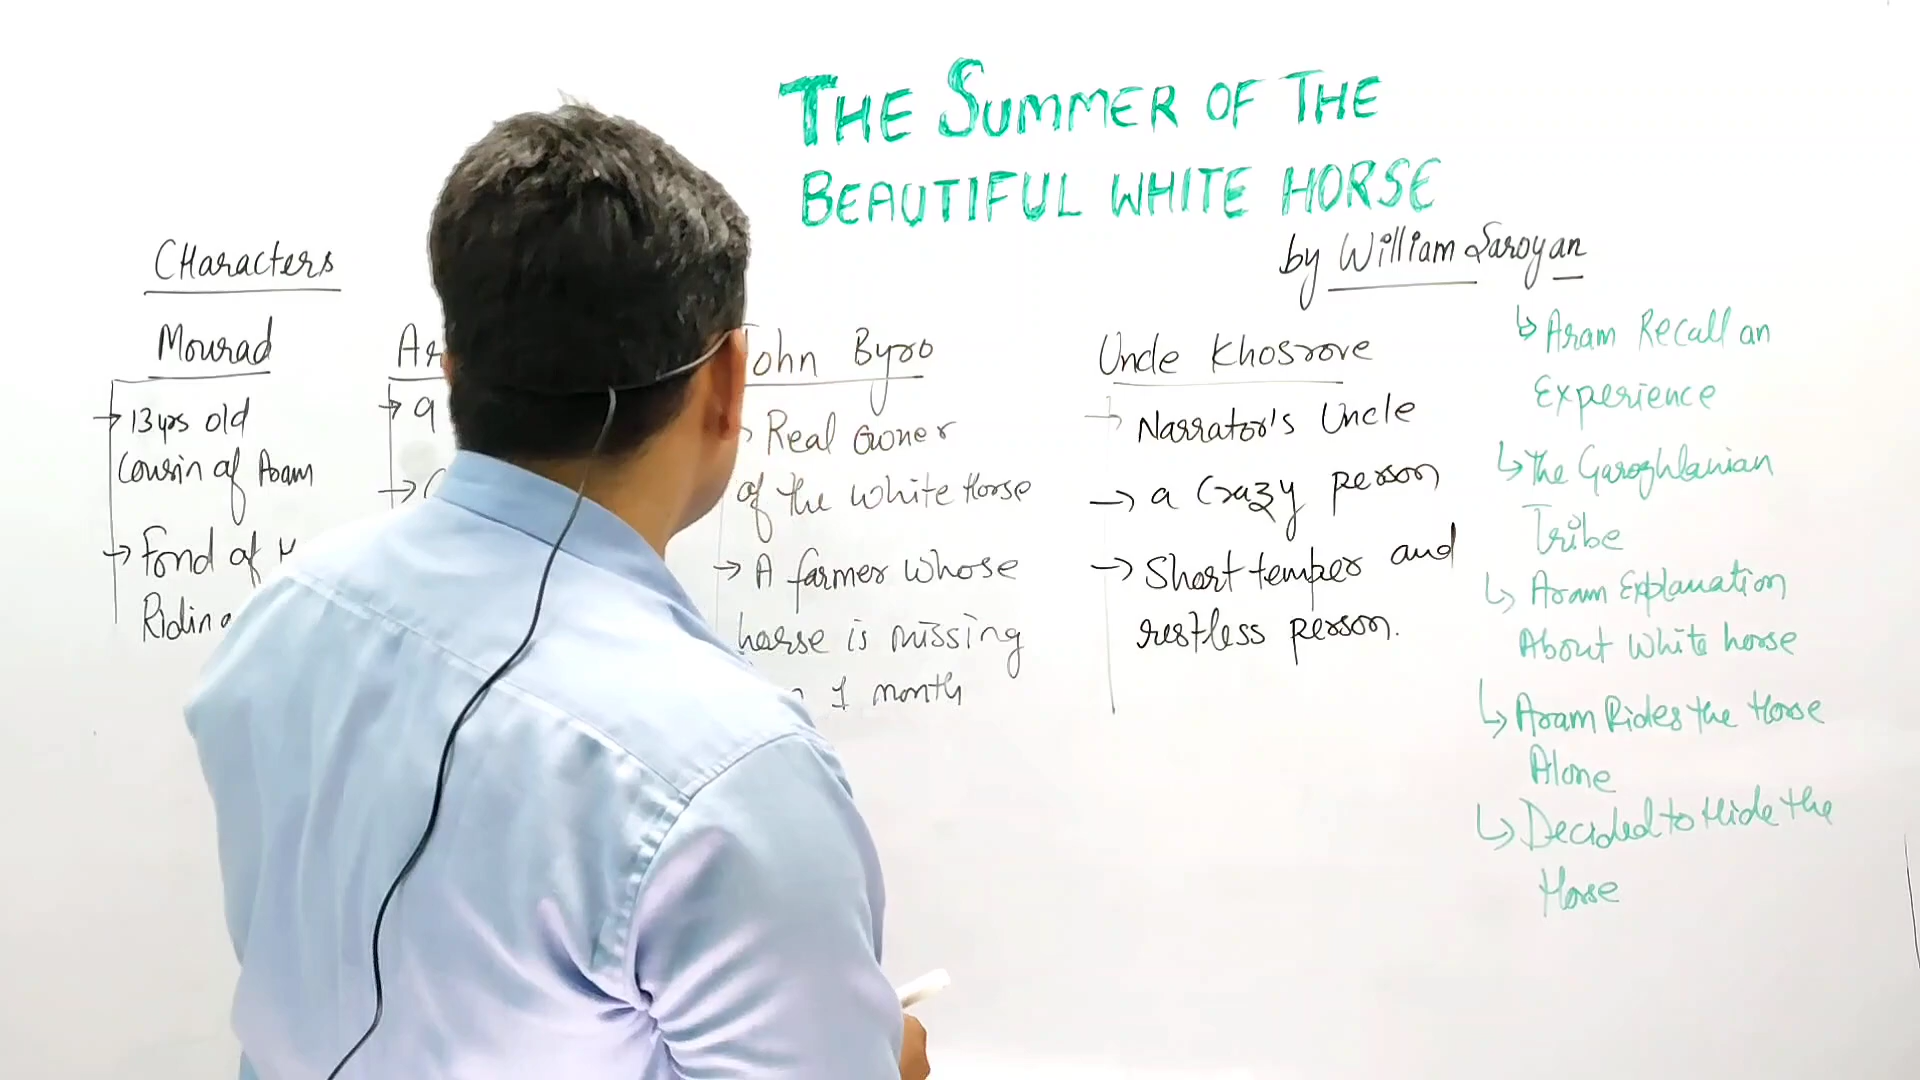 THE SUMMER OF THE
BEAUTIFUL WHITE HORSE
by William Saroyan
CHaracters
Mourad
→ 13yrs old
Cousin of Aram
→ Fond of
Riding
Ar
→ 9
→
John Byro
Real Owner
of the White Horse
→ A farmer whose
horse is missing
1 month
Uncle Khosrove
→ Narrator's Uncle
→ a Crazy person
→ Short temper and
restless person.
↳ Aram Recall an
Experience
↳ The Garoghlanian
Tribe
↳ Aram Explanation
About White horse
↳ Aram Rides the Horse
Alone
↳ Decided to Hide the
Horse